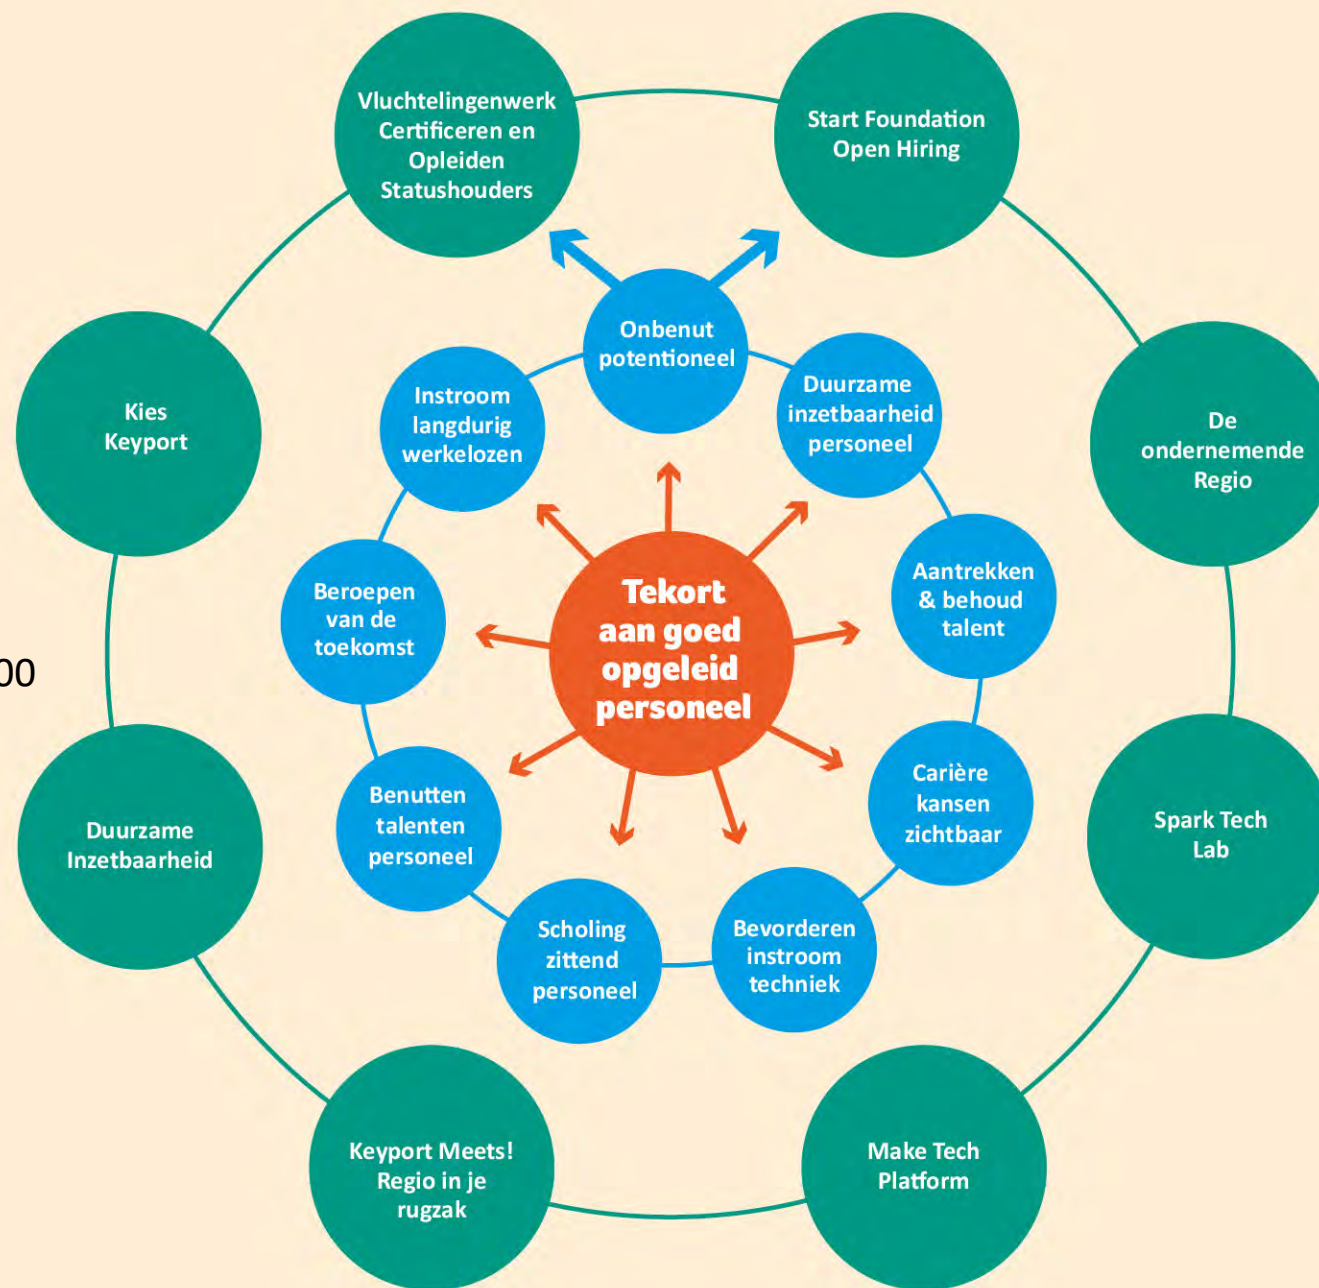 Vluchtelingenwerk
Certificeren en
Opleiden
Statushouders
Start Foundation
Open Hiring
Onbenut
potentioneel
Instroom
langdurig
werkelozen
Duurzame
inzetbaarheid
personeel
Kies
Keyport
De
ondernemende
Regio
Beroepen
van de
toekomst
Tekort
aan goed
opgeleid
personeel
Aantrekken
& behoud
talent
00
Duurzame
Inzetbaarheid
Benutten
talenten
personeel
Carière
kansen
zichtbaar
Spark Tech
Lab
Scholing
zittend
personeel
Bevorderen
instroom
techniek
Keyport Meets!
Regio in je
rugzak
Make Tech
Platform